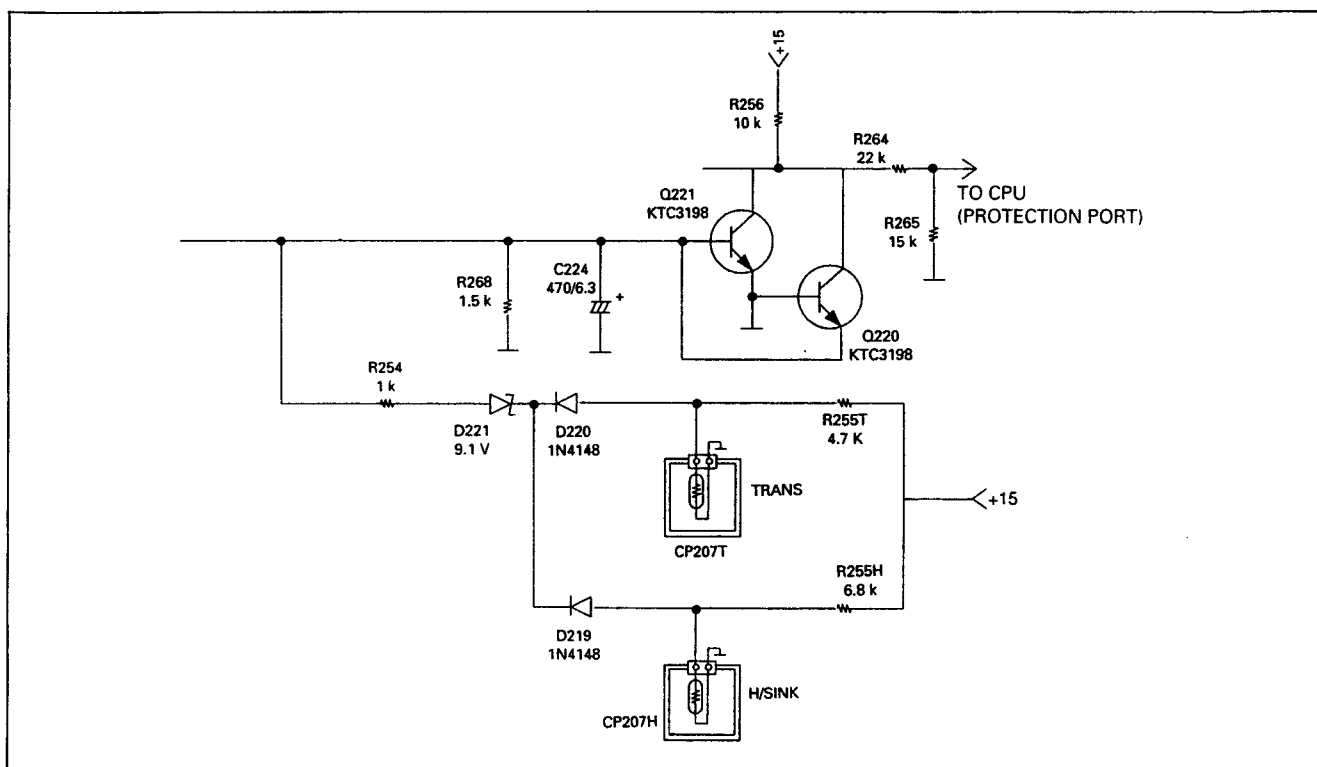 +15
R256
10 k
R264
22 k
TO CPU
(PROTECTION PORT)
Q221
KTC3198
R265
15 k
R268
1.5 k
C224
470/6.3
+
Q220
KTC3198
R254
1 k
D221
9.1 V
D220
1N4148
R255T
4.7 K
TRANS
CP207T
+15
R255H
6.8 k
D219
1N4148
H/SINK
CP207H